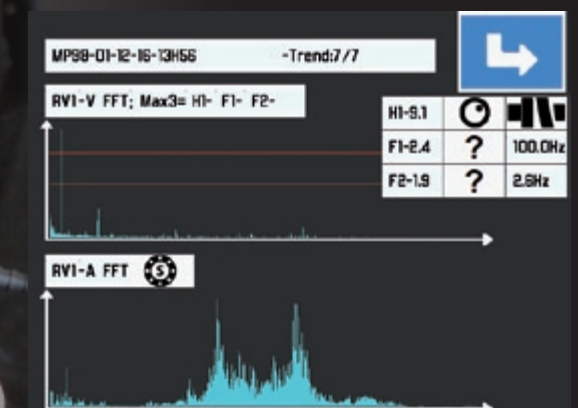 MP98-01-12-16-13H56 -Trend:7/7
RV1-V FFT; Max3= H1- F1- F2-
H1-9.1
F1-2.4 ? 100.0Hz
F2-1.9 ? 2.6Hz
RV1-A FFT S